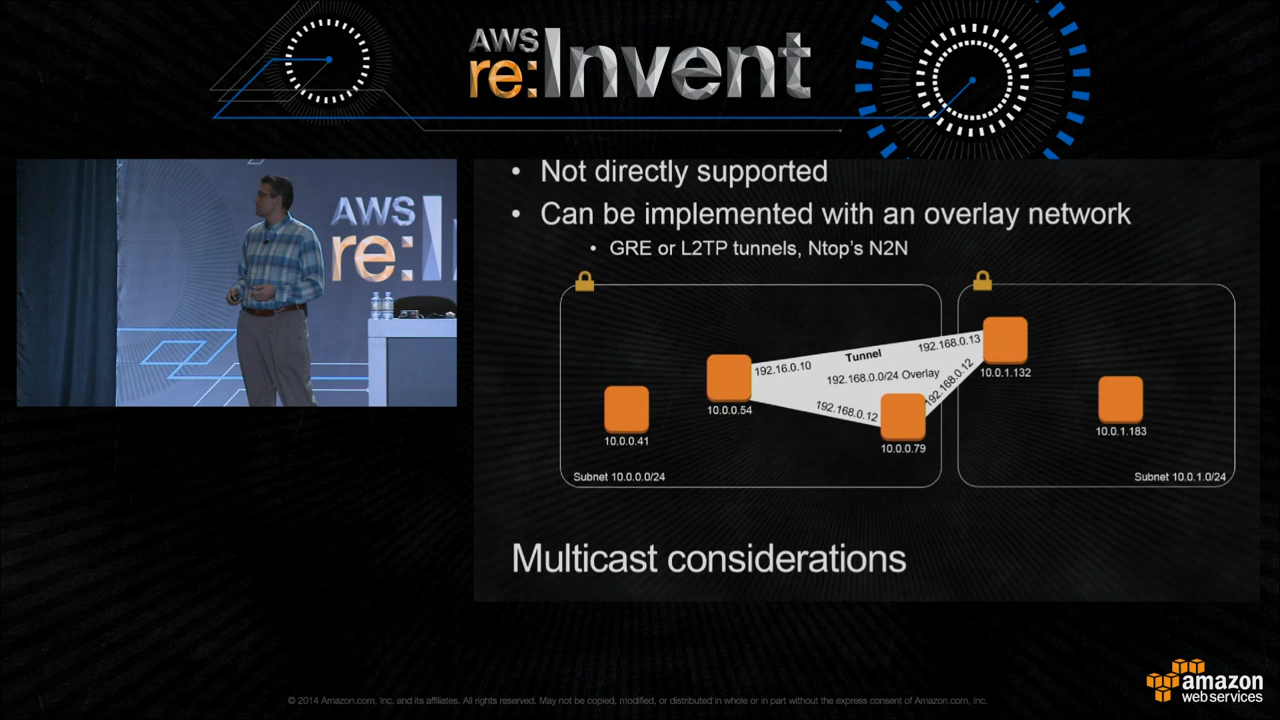 AWS
re:Invent
AWS
re:I
• Not directly supported
• Can be implemented with an overlay network
• GRE or L2TP tunnels, Ntop's N2N
Tunnel
192.168.0.0/24 Overlay
192.16.0.10
192.168.0.13
192.168.0.12
192.168.0.12
10.0.0.41
10.0.0.54
10.0.0.79
10.0.1.132
10.0.1.183
Subnet 10.0.0.0/24
Subnet 10.0.1.0/24
Multicast considerations
© 2014 Amazon.com, Inc. and its affiliates. All rights reserved. May not be copied, modified, or distributed in whole or in part without the express consent of Amazon.com, Inc.
amazon
web services